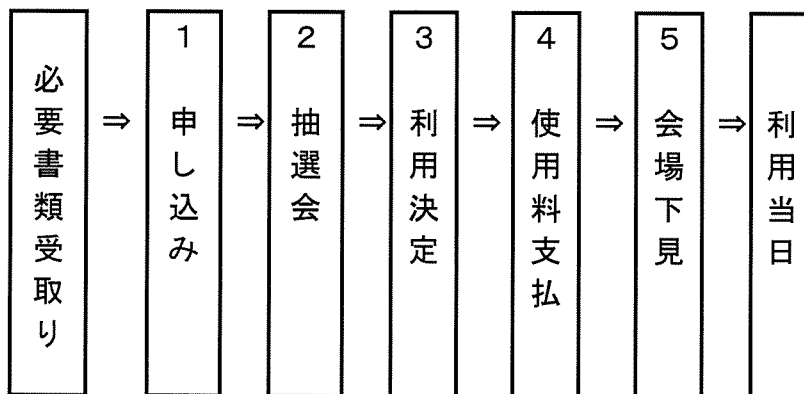 必要書類受取り
⇒
1 申し込み
⇒
2 抽選会
⇒
3 利用決定
⇒
4 使用料支払
⇒
5 会場下見
⇒
利用当日